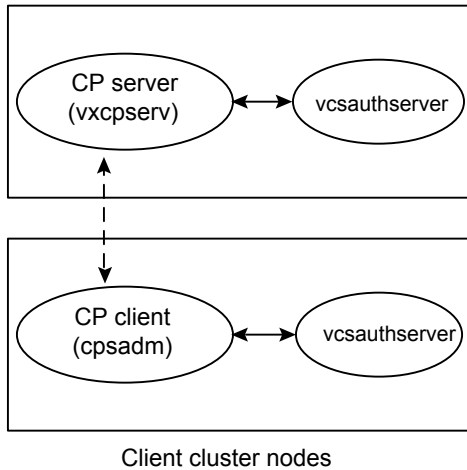 CP server
(vxcpserv)
vcsauthserver
CP client
(cpsadm)
vcsauthserver
Client cluster nodes